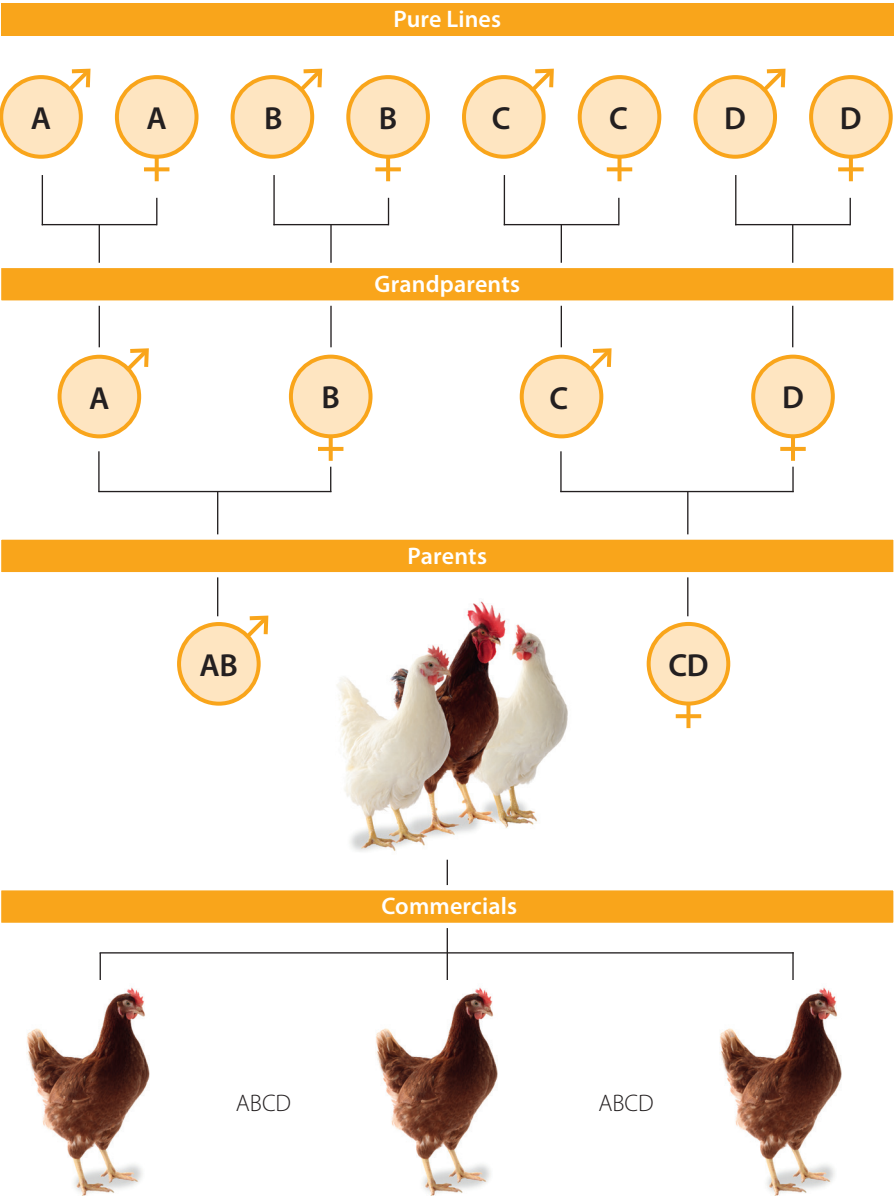 Pure Lines
A A B B C C D D
Grandparents
A B C D
Parents
AB CD
Commercials
ABCD ABCD